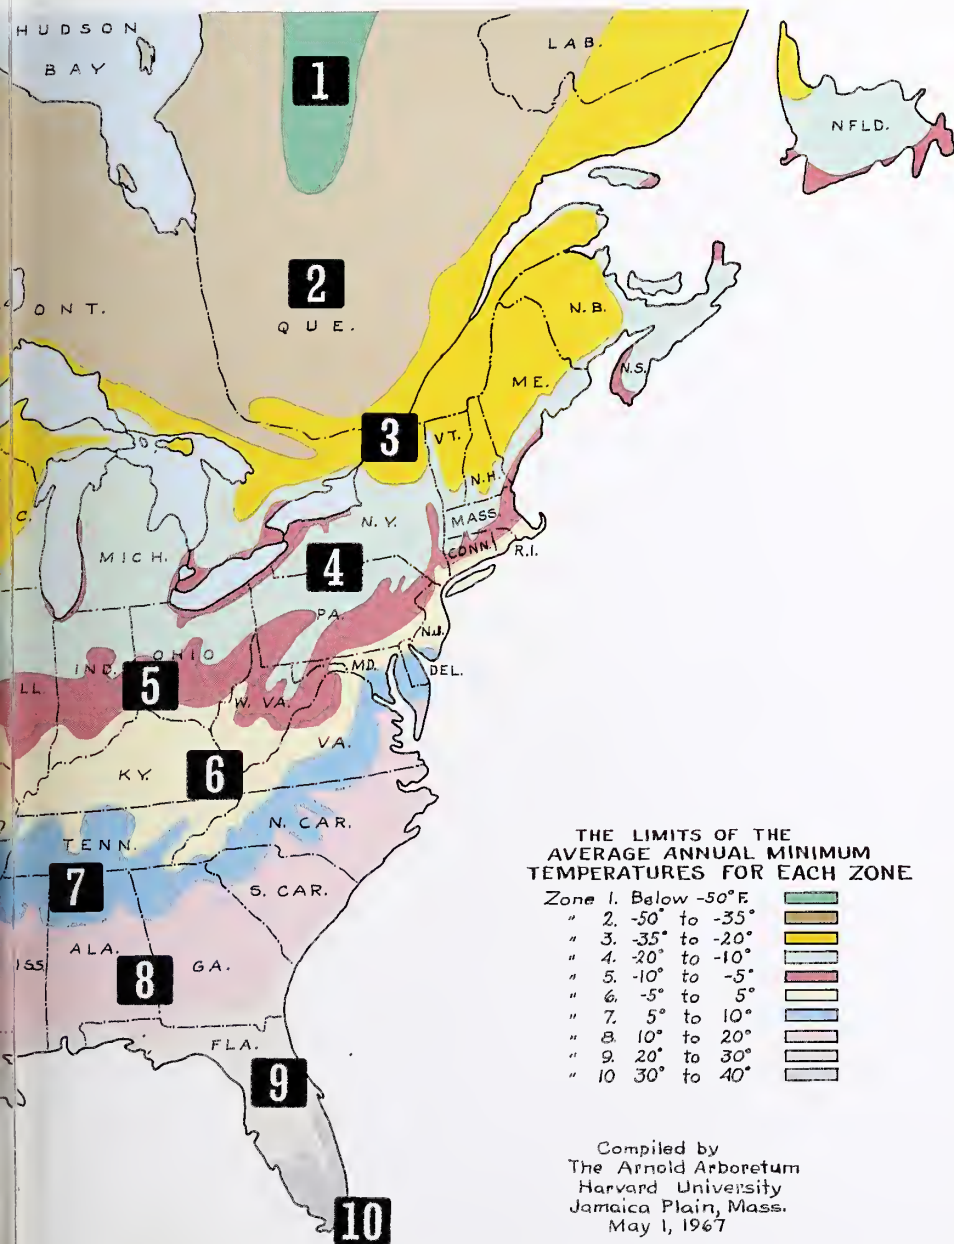 HUDSON
BAY
LAB.
1
NFLD.
2
QUE.
ONT.
N.B.
N.S.
ME.
3
VT.
N.H.
C.
N.Y.
MASS.
CONN.
R.I.
MICH.
4
PA.
N.J.
OHIO
IND.
MD.
DEL.
LL.
5
W. VA.
VA.
KY.
6
N. CAR.
TENN.
7
S. CAR.
ALA.
ISS.
8
GA.
FLA.
9
10
THE LIMITS OF THE
AVERAGE ANNUAL MINIMUM
TEMPERATURES FOR EACH ZONE
Zone 1. Below -50° F.
" 2. -50° to -35°
" 3. -35° to -20°
" 4. -20° to -10°
" 5. -10° to -5°
" 6. -5° to 5°
" 7. 5° to 10°
" 8. 10° to 20°
" 9. 20° to 30°
" 10 30° to 40°
Compiled by
The Arnold Arboretum
Harvard University
Jamaica Plain, Mass.
May 1, 1967